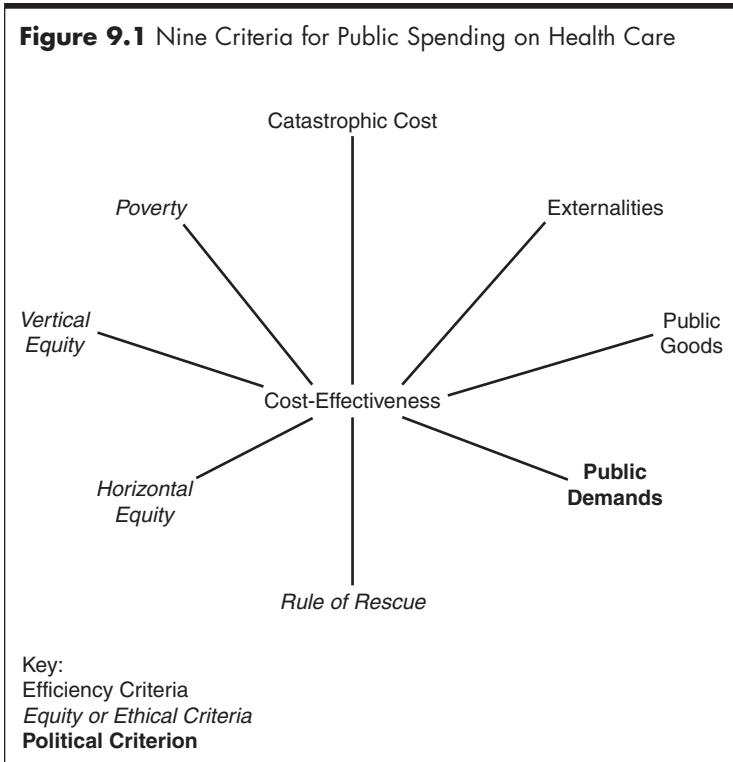 Figure 9.1 Nine Criteria for Public Spending on Health Care
Catastrophic Cost
Poverty
Externalities
Vertical
Equity
Public
Goods
Cost-Effectiveness
Horizontal
Equity
Public
Demands
Rule of Rescue
Key:
Efficiency Criteria
Equity or Ethical Criteria
Political Criterion